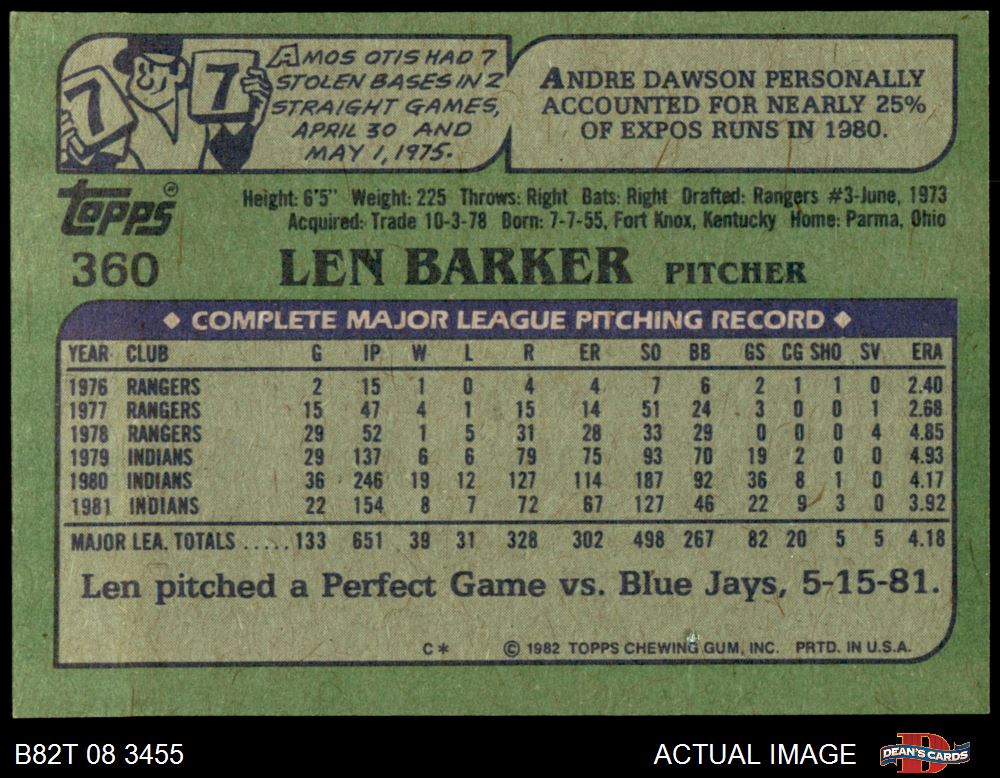 7
7
AMOS OTIS HAD 7
STOLEN BASES IN 2
STRAIGHT GAMES,
APRIL 30 AND
MAY 1, 1975.
ANDRE DAWSON PERSONALLY
ACCOUNTED FOR NEARLY 25%
OF EXPOS RUNS IN 1980.
topps®
Height: 6'5" Weight: 225 Throws: Right Bats: Right Drafted: Rangers #3-June, 1973
Acquired: Trade 10-3-78 Born: 7-7-55, Fort Knox, Kentucky Home: Parma, Ohio
360 LEN BARKER PITCHER
◆ COMPLETE MAJOR LEAGUE PITCHING RECORD ◆
YEAR CLUB G IP W L R ER SO BB GS CG SHO SV ERA
1976 RANGERS 2 15 1 0 4 4 7 6 2 1 1 0 2.40
1977 RANGERS 15 47 4 1 15 14 51 24 3 0 0 1 2.68
1978 RANGERS 29 52 1 5 31 28 33 29 0 0 0 4 4.85
1979 INDIANS 29 137 6 6 79 75 93 70 19 2 0 0 4.93
1980 INDIANS 36 246 19 12 127 114 187 92 36 8 1 0 4.17
1981 INDIANS 22 154 8 7 72 67 127 46 22 9 3 0 3.92
MAJOR LEA. TOTALS .....133 651 39 31 328 302 498 267 82 20 5 5 4.18
Len pitched a Perfect Game vs. Blue Jays, 5-15-81.
C* © 1982 TOPPS CHEWING GUM, INC. PRTD. IN U.S.A.
B82T 08 3455 ACTUAL IMAGE D DEAN'S CARDS